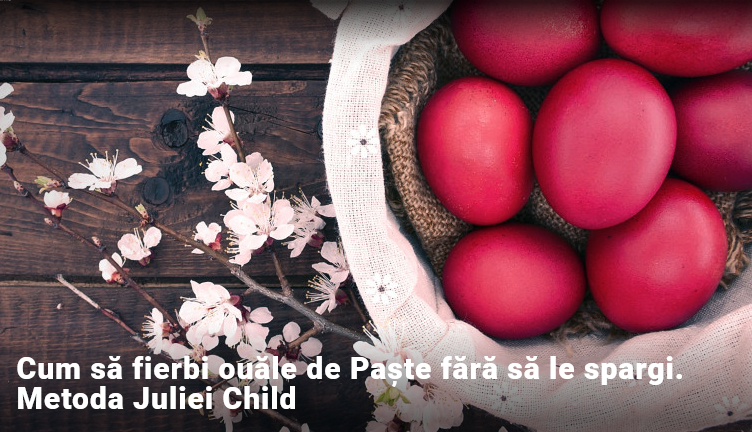 Cum să fierbi ouăle de Paște fără să le spargi.
Metoda Juliei Child